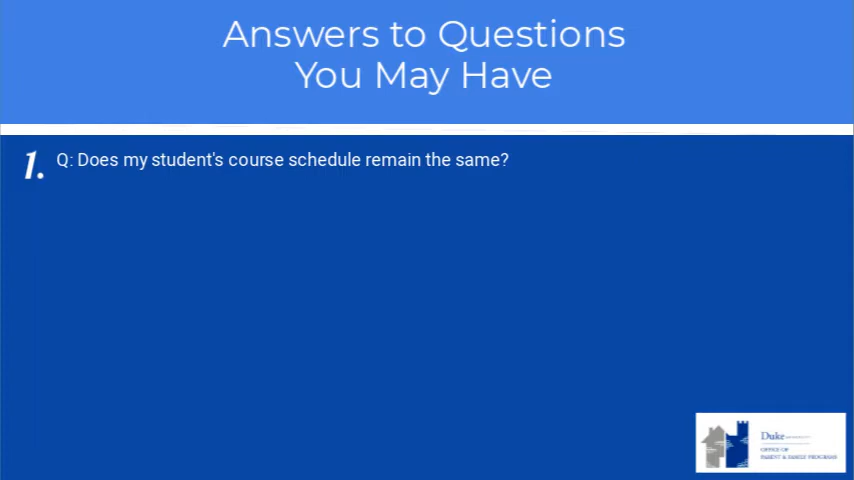 Answers to Questions
You May Have
1. Q: Does my student's course schedule remain the same?
Duke
OFFICE OF
PARENT & FAMILY PROGRAMS